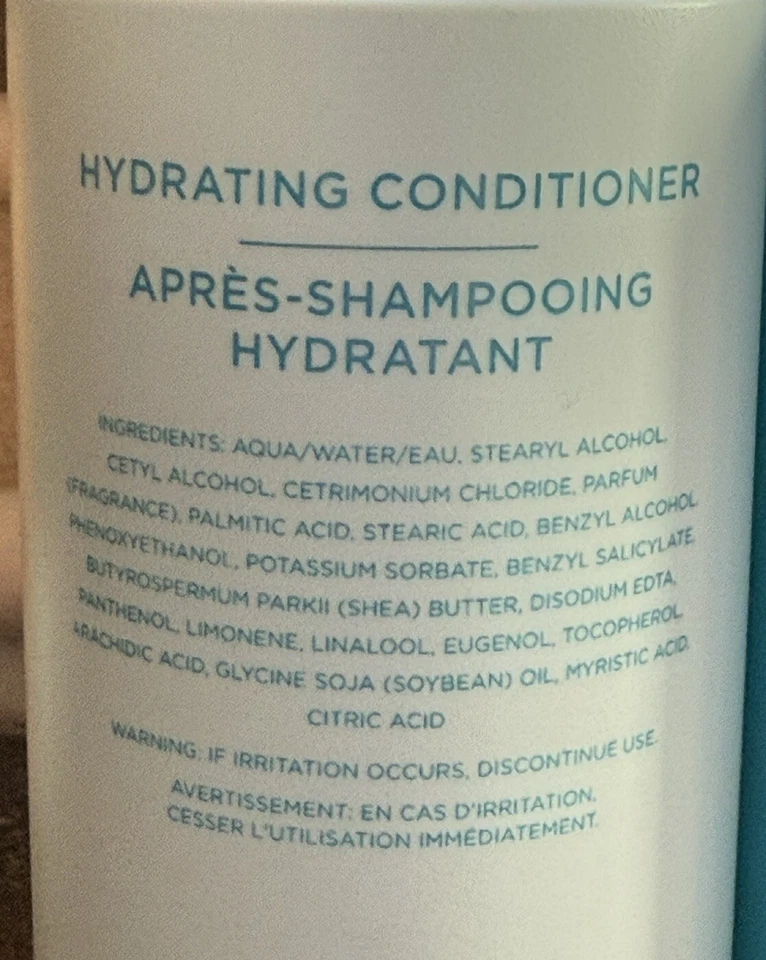 HYDRATING CONDITIONER
APRÈS-SHAMPOOING
HYDRATANT
INGREDIENTS: AQUA/WATER/EAU, STEARYL ALCOHOL,
CETYL ALCOHOL, CETRIMONIUM CHLORIDE, PARFUM
(FRAGRANCE), PALMITIC ACID, STEARIC ACID, BENZYL ALCOHOL,
PHENOXYETHANOL, POTASSIUM SORBATE, BENZYL SALICYLATE,
BUTYROSPERMUM PARKII (SHEA) BUTTER, DISODIUM EDTA,
PANTHENOL, LIMONENE, LINALOOL, EUGENOL, TOCOPHEROL,
ARACHIDIC ACID, GLYCINE SOJA (SOYBEAN) OIL, MYRISTIC ACID,
CITRIC ACID
WARNING: IF IRRITATION OCCURS, DISCONTINUE USE.
AVERTISSEMENT: EN CAS D'IRRITATION,
CESSER L'UTILISATION IMMÉDIATEMENT.